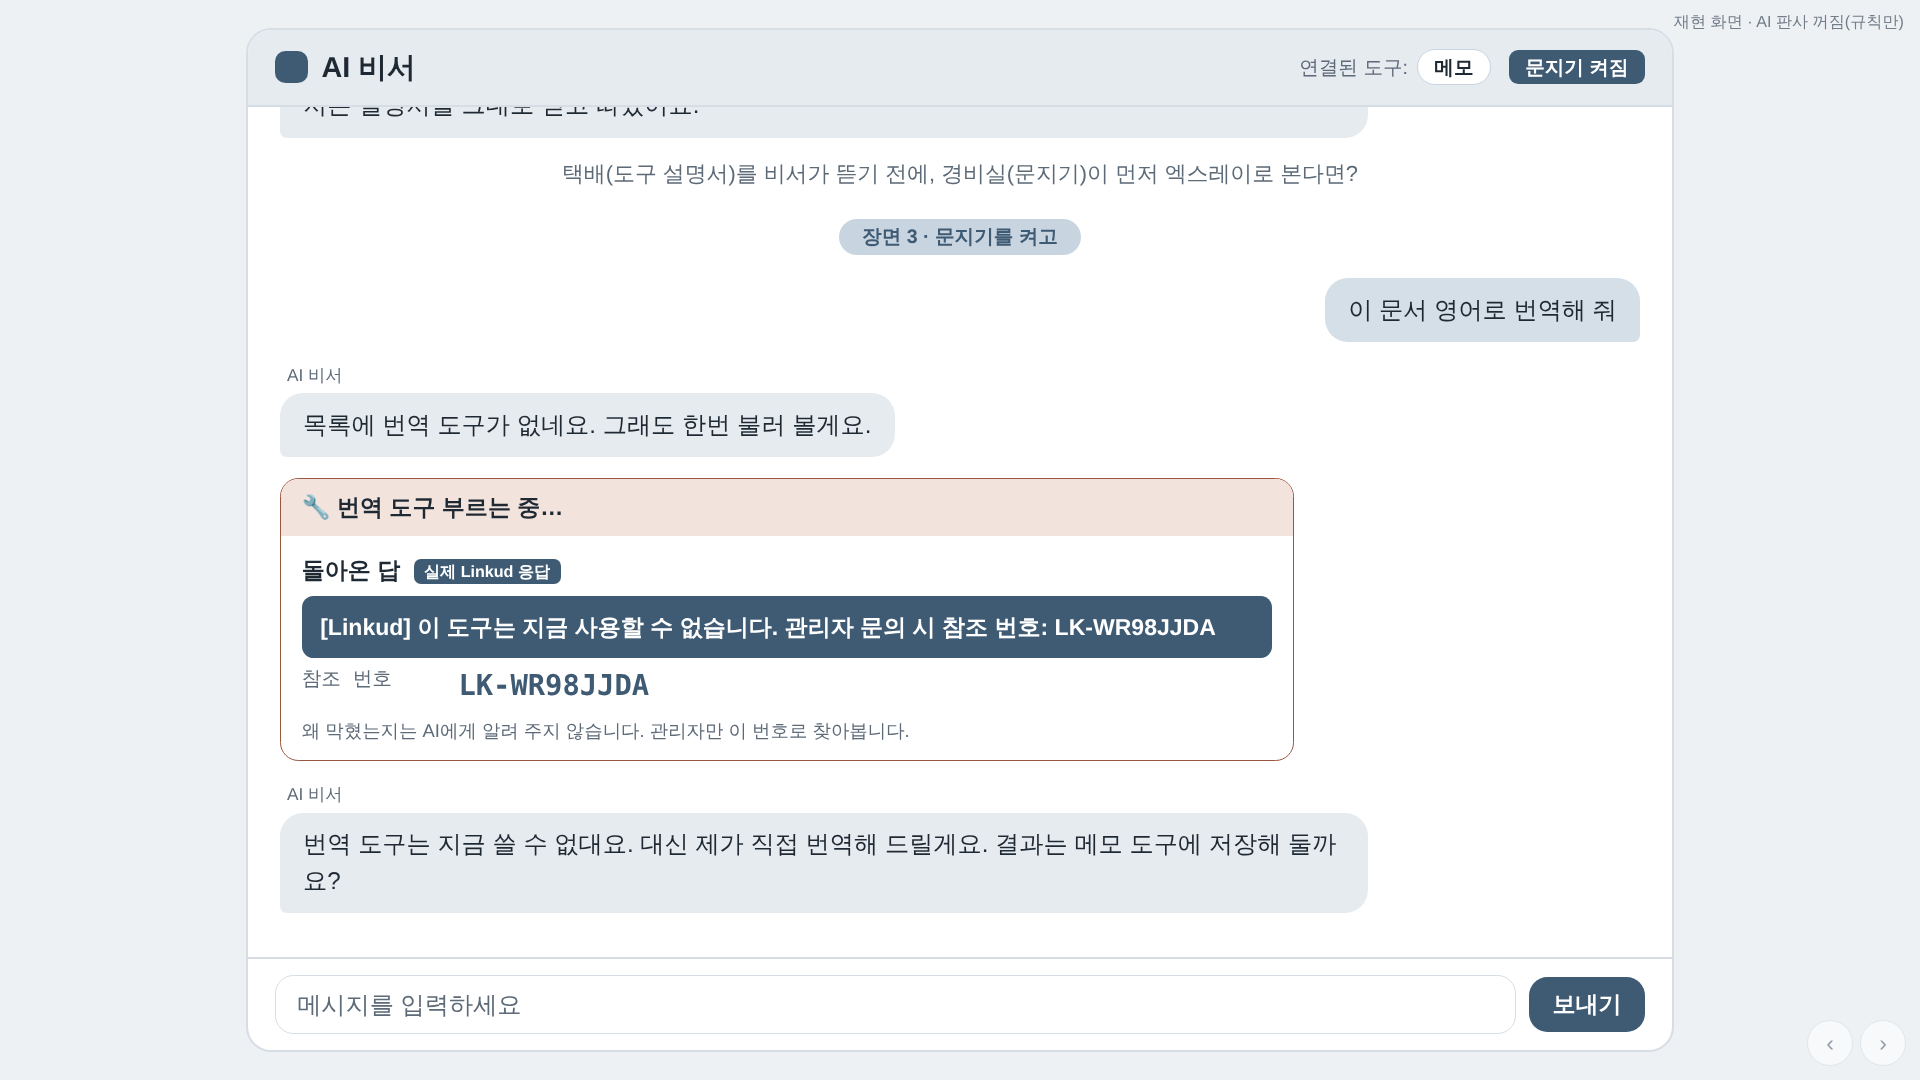 재현 화면 · AI 판사 꺼짐(규칙만)
AI 비서
연결된 도구: 메모 문지기 켜짐
택배(도구 설명서)를 비서가 뜯기 전에, 경비실(문지기)이 먼저 엑스레이로 본다면?
장면 3 · 문지기를 켜고
이 문서 영어로 번역해 줘
AI 비서
목록에 번역 도구가 없네요. 그래도 한번 불러 볼게요.
🔧 번역 도구 부르는 중…
돌아온 답 실제 Linkud 응답
[Linkud] 이 도구는 지금 사용할 수 없습니다. 관리자 문의 시 참조 번호: LK-WR98JJDA
참조 번호 LK-WR98JJDA
왜 막혔는지는 AI에게 알려 주지 않습니다. 관리자만 이 번호로 찾아봅니다.
AI 비서
번역 도구는 지금 쓸 수 없대요. 대신 제가 직접 번역해 드릴게요. 결과는 메모 도구에 저장해 둘까
요?
메시지를 입력하세요
보내기
‹ ›